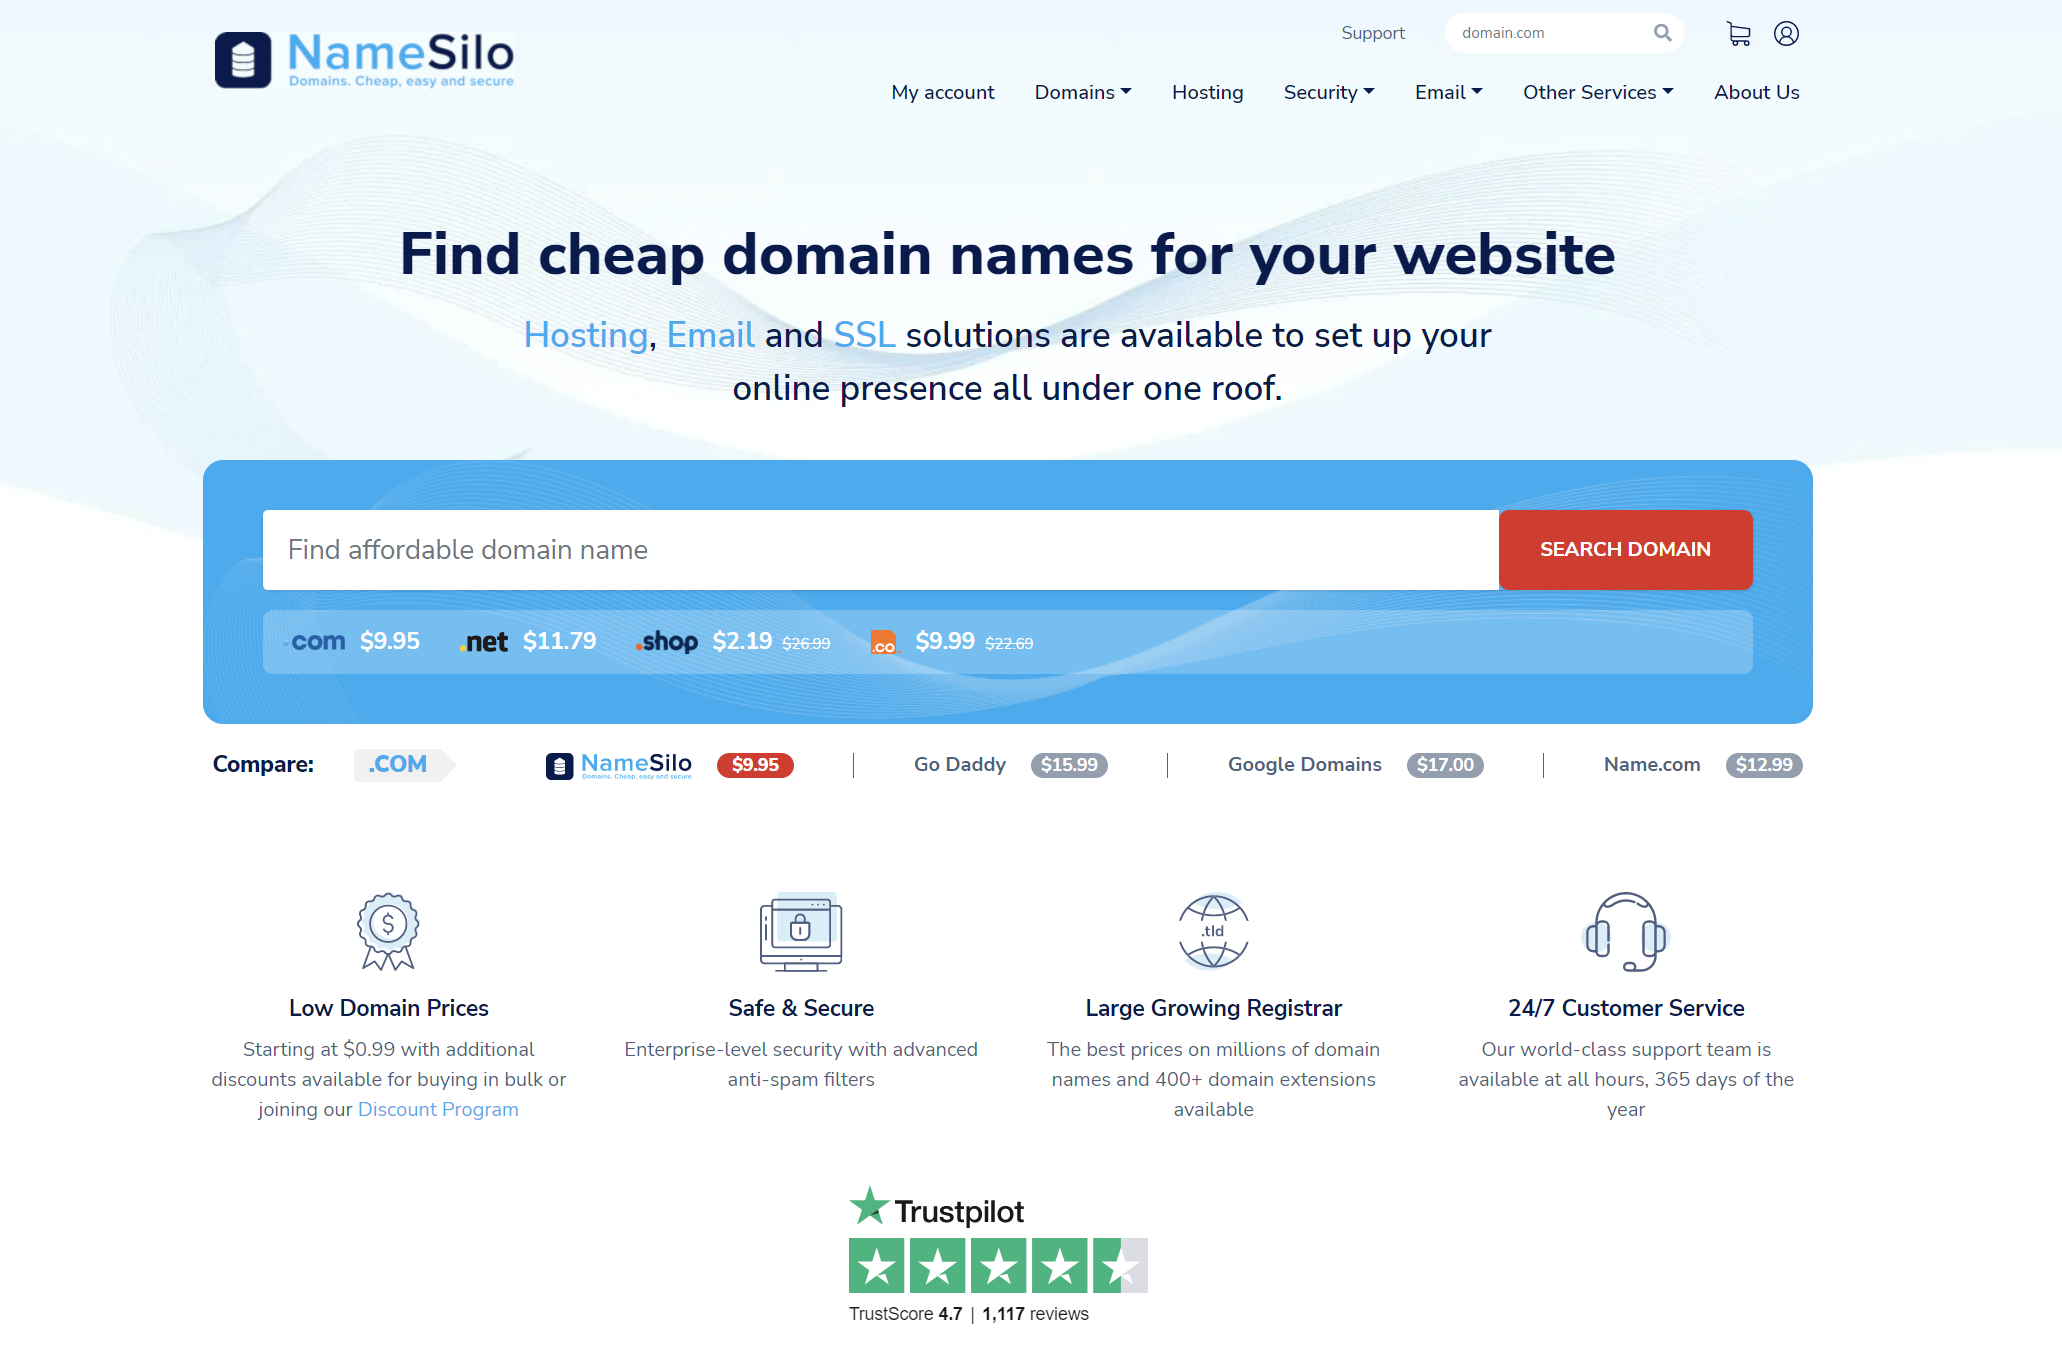 NameSilo
Domains. Cheap, easy and secure
Support
domain.com
My account
Domains
Hosting
Security
Email
Other Services
About Us
Find cheap domain names for your website
Hosting, Email and SSL solutions are available to set up your
online presence all under one roof.
Find affordable domain name
SEARCH DOMAIN
.com $9.95 .net $11.79 .shop $2.19 $26.99 .co $9.99 $22.69
Compare: .COM NameSilo $9.95 Go Daddy $15.99 Google Domains $17.00 Name.com $12.99
Domains. Cheap, easy and secure
$
.tld
Low Domain Prices
Starting at $0.99 with additional
discounts available for buying in bulk or
joining our Discount Program
Safe & Secure
Enterprise-level security with advanced
anti-spam filters
Large Growing Registrar
The best prices on millions of domain
names and 400+ domain extensions
available
24/7 Customer Service
Our world-class support team is
available at all hours, 365 days of the
year
Trustpilot
TrustScore 4.7 | 1,117 reviews